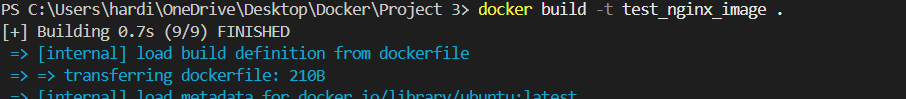 PS C:\Users\hardi\OneDrive\Desktop\Docker\Project 3> docker build -t test_nginx_image .
[+] Building 0.7s (9/9) FINISHED
=> [internal] load build definition from dockerfile
=> => transferring dockerfile: 210B
=> [internal] load metadata for docker.io/library/ubuntu:latest